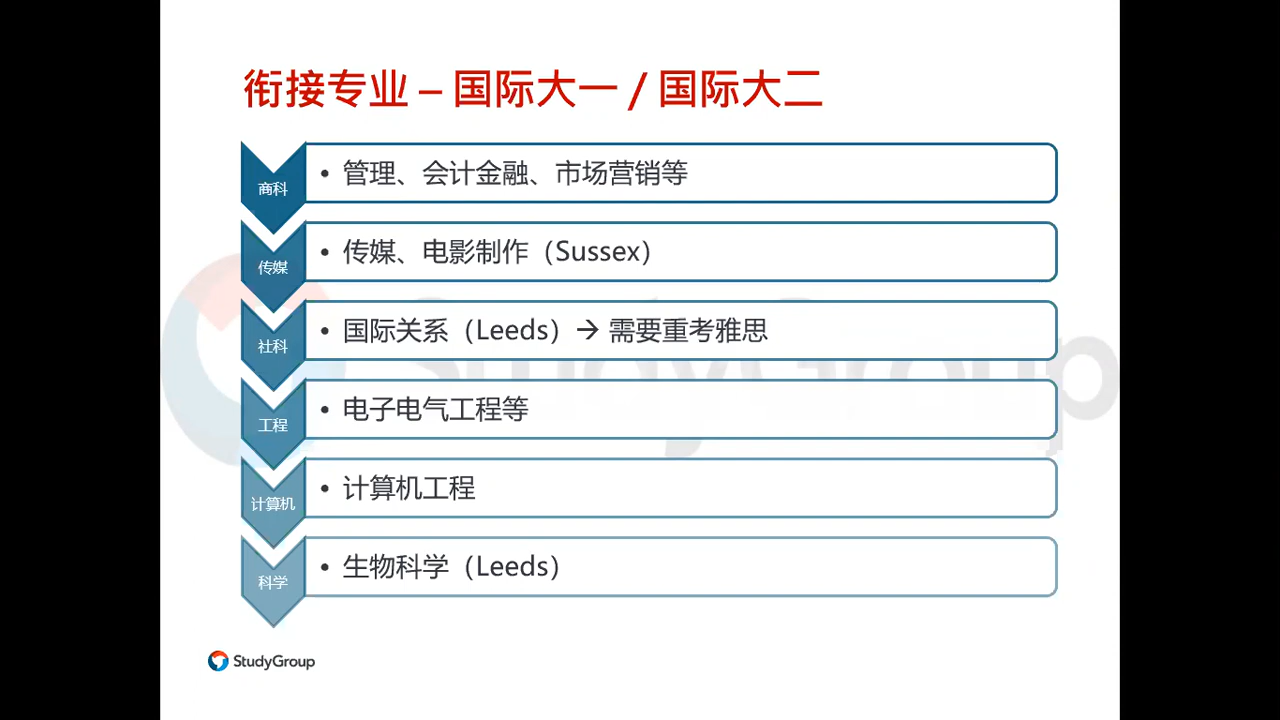 衔接专业 – 国际大一 / 国际大二
商科
• 管理、会计金融、市场营销等
传媒
• 传媒、电影制作（Sussex）
社科
• 国际关系（Leeds）→ 需要重考雅思
工程
• 电子电气工程等
计算机
• 计算机工程
科学
• 生物科学（Leeds）
StudyGroup
StudyGroup